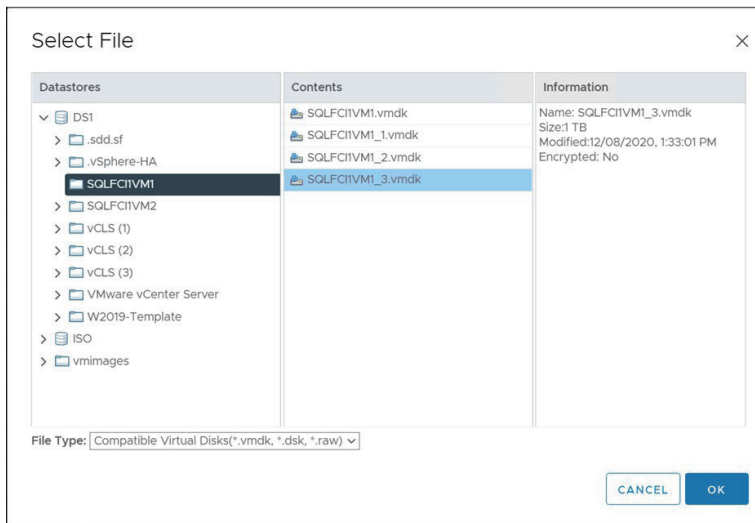 Select File
Datastores
Contents
Information
DS1
.sdd.sf
.vSphere-HA
SQLFCI1VM1
SQLFCI1VM2
vCLS (1)
vCLS (2)
vCLS (3)
VMware vCenter Server
W2019-Template
ISO
vmimages
SQLFCI1VM1.vmdk
SQLFCI1VM1_1.vmdk
SQLFCI1VM1_2.vmdk
SQLFCI1VM1_3.vmdk
Name: SQLFCI1VM1_3.vmdk
Size:1 TB
Modified:12/08/2020, 1:33:01 PM
Encrypted: No
File Type: Compatible Virtual Disks(*.vmdk, *.dsk, *.raw)
CANCEL
OK